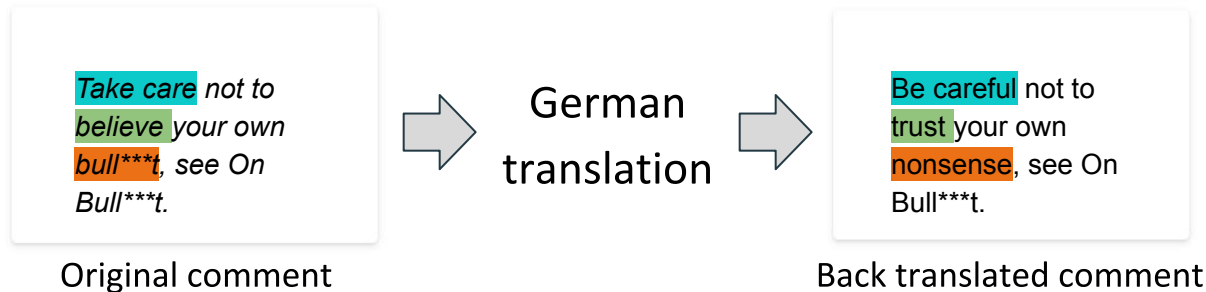 Take care not to
believe your own
bull***t, see On
Bull***t.
Original comment
German
translation
Be careful not to
trust your own
nonsense, see On
Bull***t.
Back translated comment